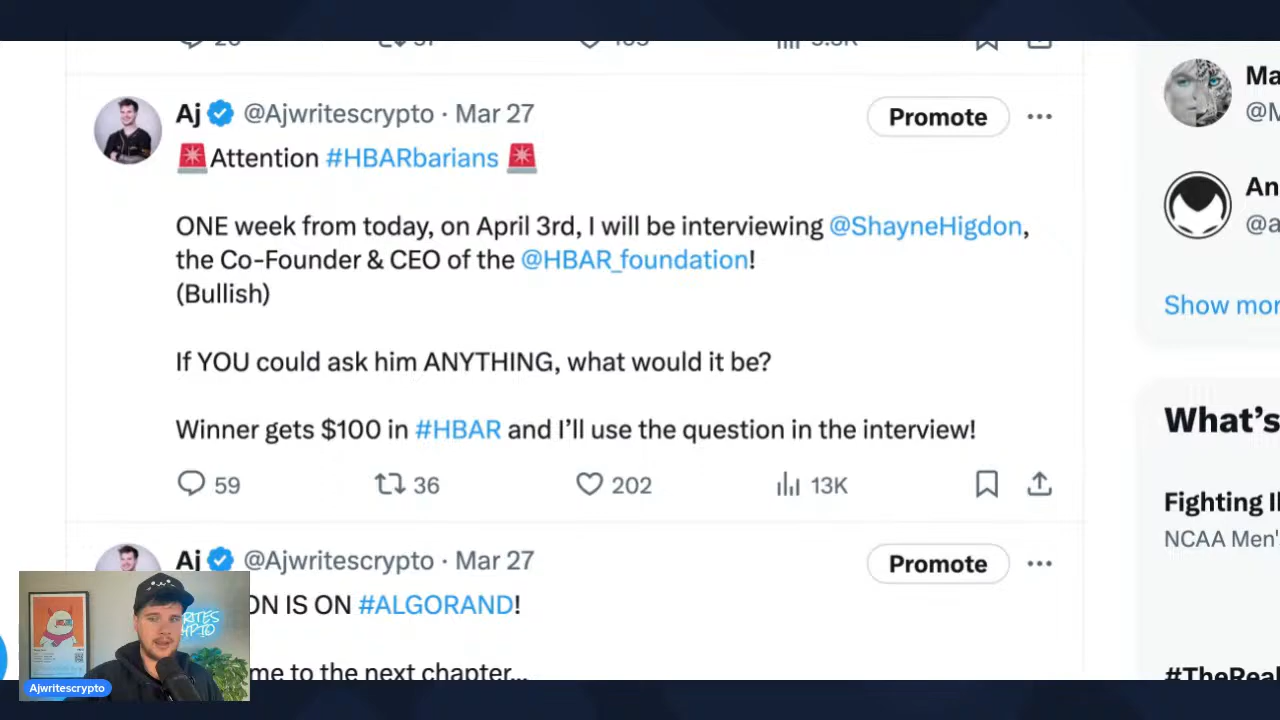 Aj @Ajwritescrypto · Mar 27
Promote
Attention #HBARbarians
ONE week from today, on April 3rd, I will be interviewing @ShayneHigdon,
the Co-Founder & CEO of the @HBAR_foundation!
(Bullish)
If YOU could ask him ANYTHING, what would it be?
Winner gets $100 in #HBAR and I'll use the question in the interview!
59 36 202 13K
Aj @Ajwritescrypto · Mar 27
Promote
ON IS ON #ALGORAND!
me to the next chapter...
Ajwritescrypto
Ma
@M
An
@a
Show mor
What's
Fighting Il
NCAA Men'
#TheReal